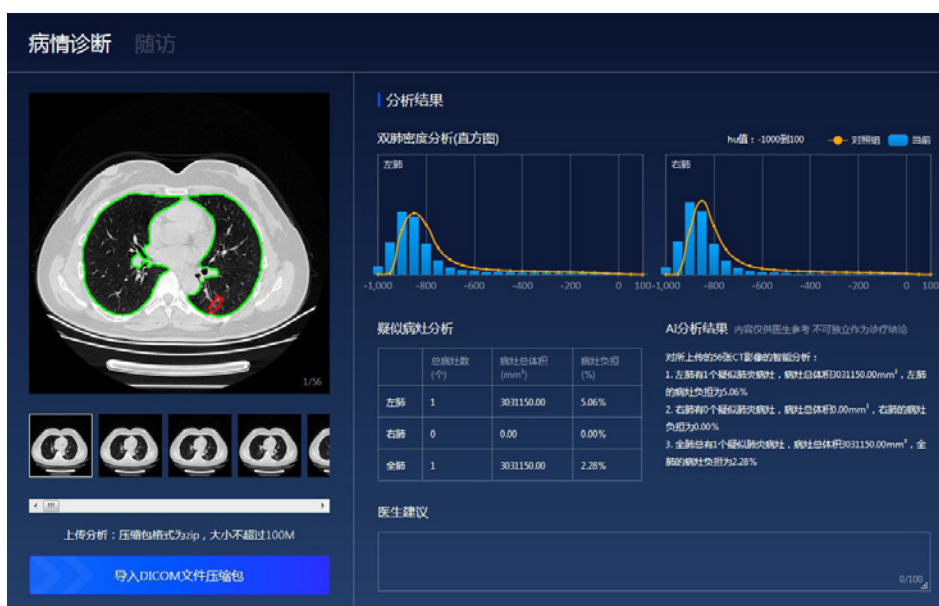 病情诊断 随访
1/56
上传分析：压缩包格式为zip，大小不超过100M
导入DICOM文件压缩包
分析结果
双肺密度分析(直方图)
hu值：-1000到100 对照组 当前
左肺
-1,000 -800 -600 -400 -200 0 100
右肺
-1,000 -800 -600 -400 -200 0 100
疑似病灶分析
总病灶数(个) 病灶总体积(mm³) 病灶负担(%)
左肺 1 3031150.00 5.06%
右肺 0 0.00 0.00%
全肺 1 3031150.00 2.28%
AI分析结果 内容仅供医生参考 不可独立作为诊疗结论
对所上传的56张CT影像的智能分析：
1. 左肺有1个疑似肺炎病灶，病灶总体积3031150.00mm³，左肺
的病灶负担为5.06%
2. 右肺有0个疑似肺炎病灶，病灶总体积0.00mm³，右肺的病灶
负担为0.00%
3. 全肺总有1个疑似肺炎病灶，病灶总体积3031150.00mm³，全
肺的病灶负担为2.28%
医生建议
0/100